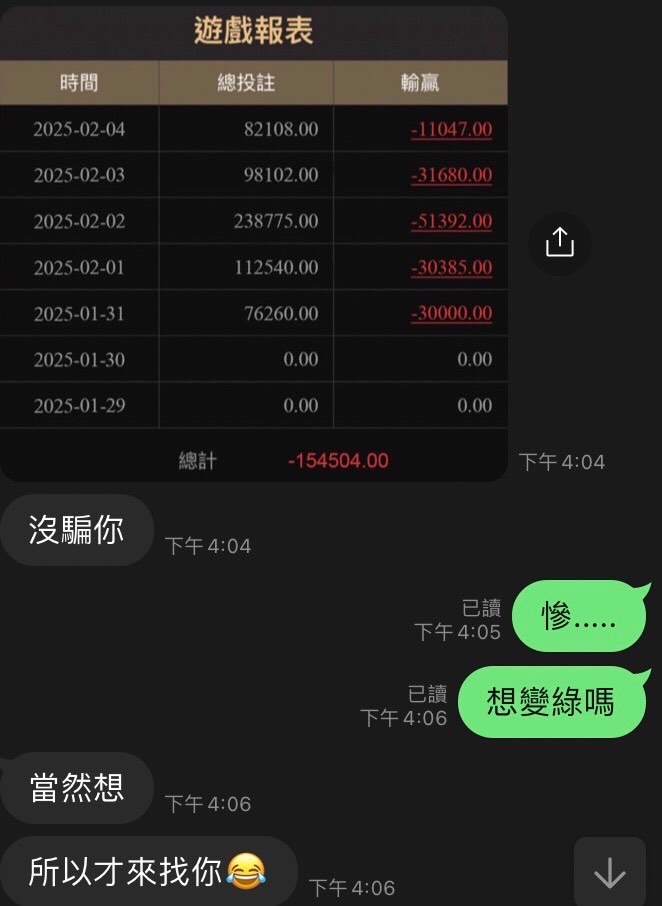 遊戲報表
時間 總投註 輸贏
2025-02-04 82108.00 -11047.00
2025-02-03 98102.00 -31680.00
2025-02-02 238775.00 -51392.00
2025-02-01 112540.00 -30385.00
2025-01-31 76260.00 -30000.00
2025-01-30 0.00 0.00
2025-01-29 0.00 0.00
總計 -154504.00
下午 4:04
沒騙你
下午 4:04
慘.....
已讀
下午 4:05
想變綠嗎
已讀
下午 4:06
當然想
下午 4:06
所以才來找你😂
下午 4:06